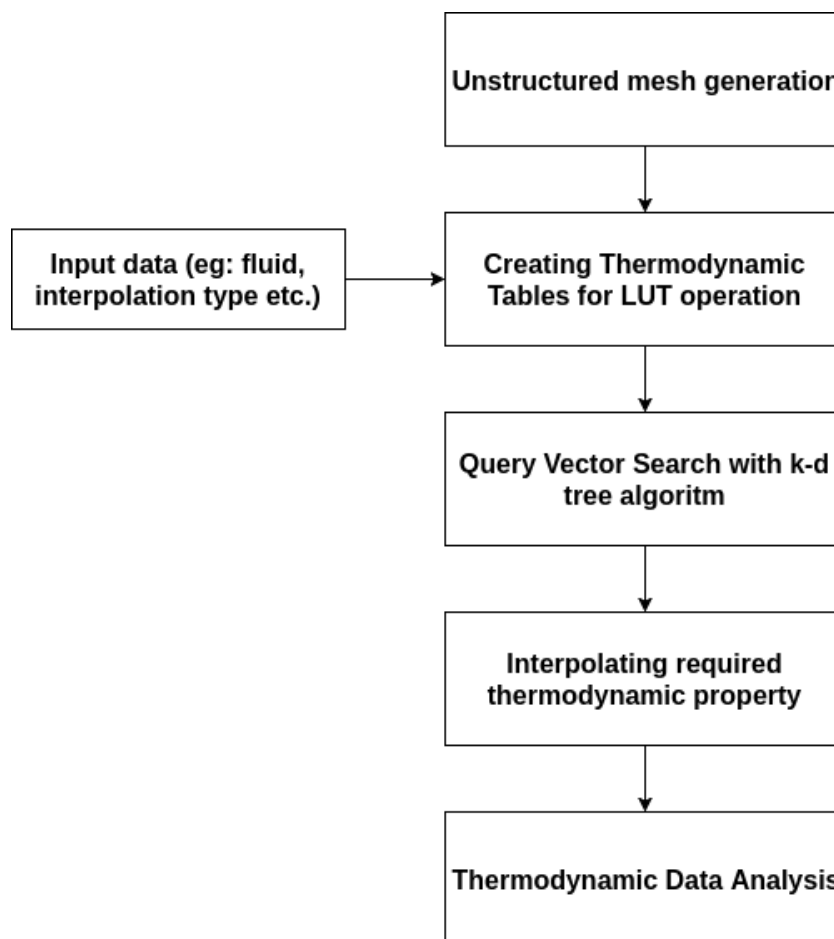 Unstructured mesh generation
Input data (eg: fluid,
interpolation type etc.)
Creating Thermodynamic
Tables for LUT operation
Query Vector Search with k-d
tree algoritm
Interpolating required
thermodynamic property
Thermodynamic Data Analysis